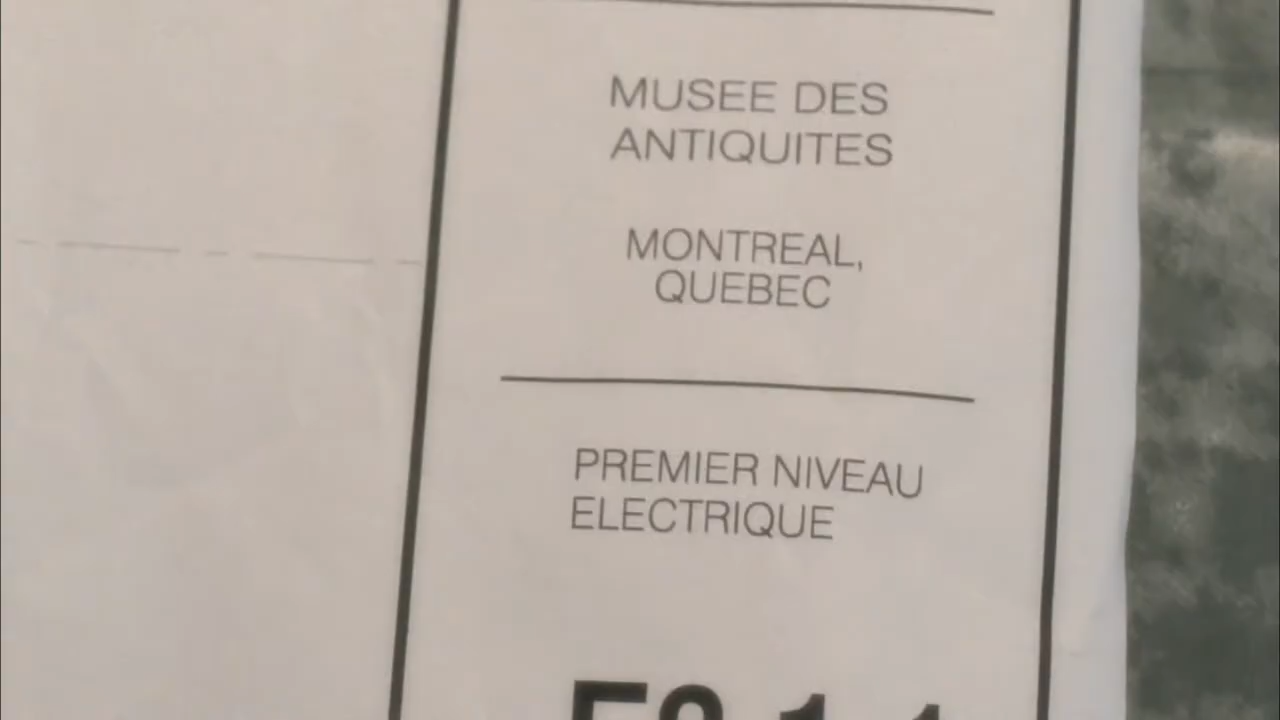 MUSEE DES
ANTIQUITES
MONTREAL,
QUEBEC
PREMIER NIVEAU
ELECTRIQUE